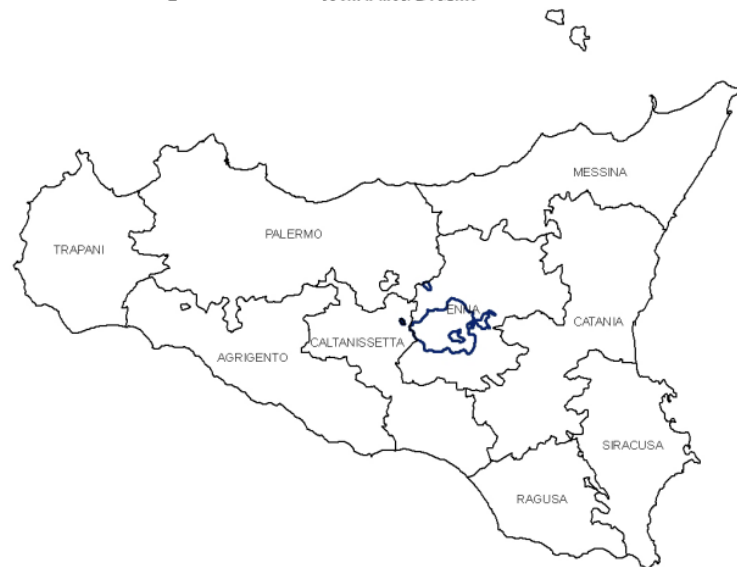 MESSINA
PALERMO
TRAPANI
ENNA
CATANIA
CALTANISSETTA
AGRIGENTO
SIRACUSA
RAGUSA